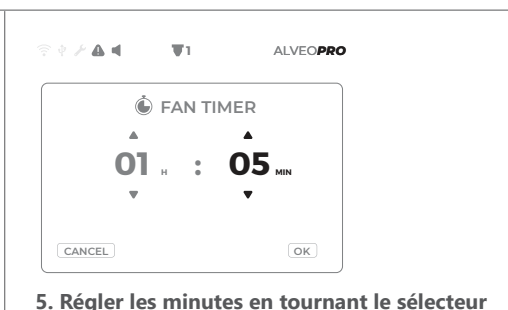 1 ALVEOPRO
FAN TIMER
01 H : 05 MIN
CANCEL OK
5. Régler les minutes en tournant le sélecteur